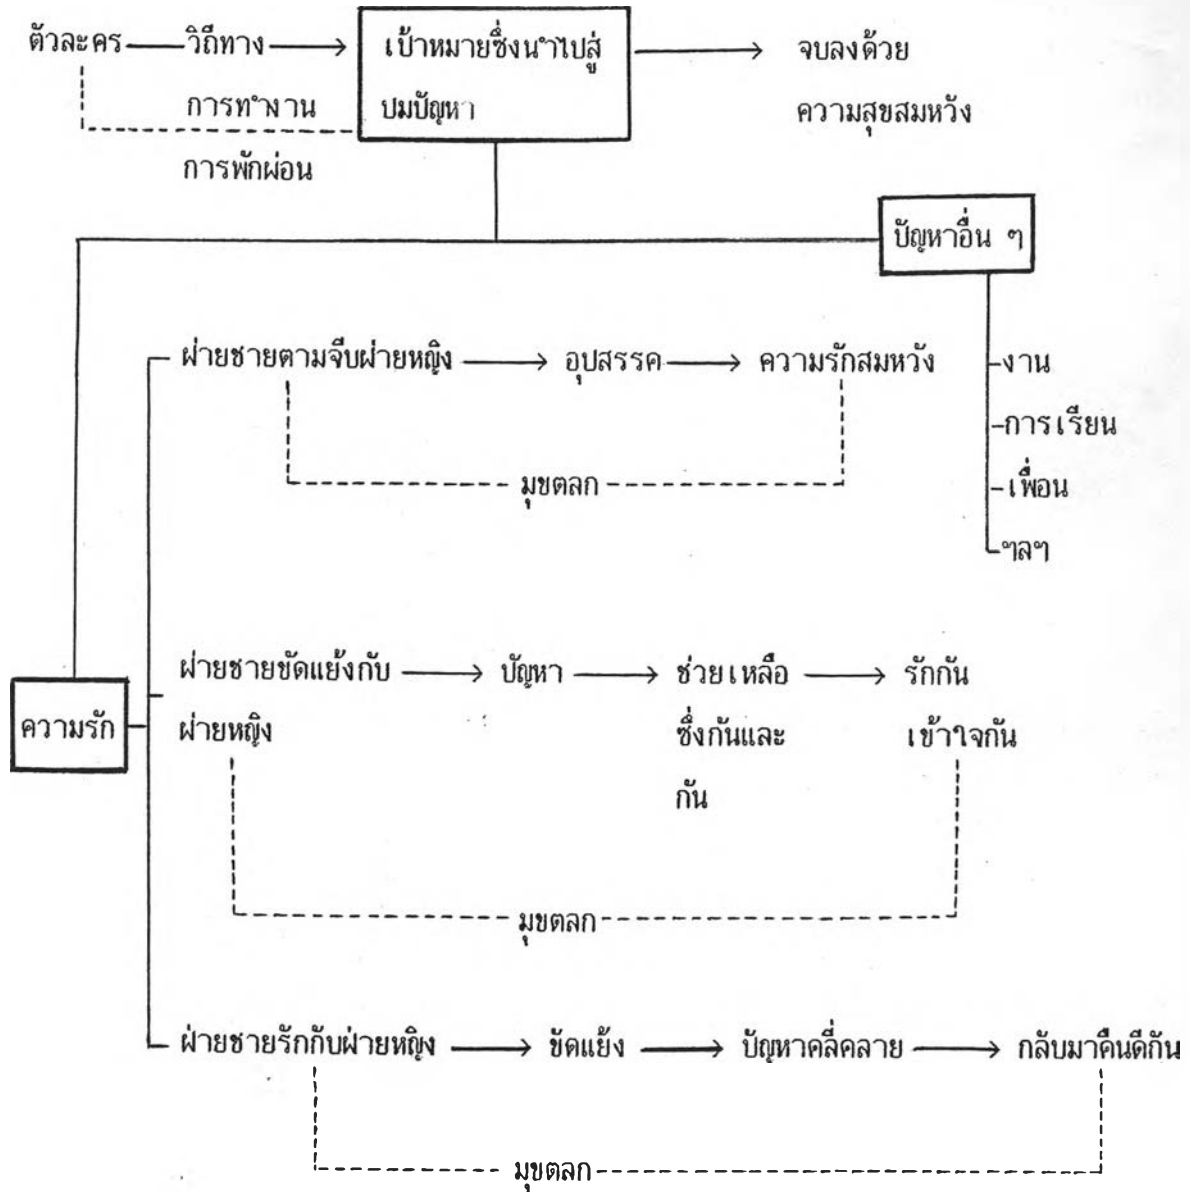 ตัวละคร วิถีทาง เป้าหมายซึ่งนำไปสู่ จบลงด้วย
การทำงาน ปมปัญหา ความสุขสมหวัง
การพักผ่อน
ปัญหาอื่น ๆ
ฝ่ายชายตามจีบฝ่ายหญิง อุปสรรค ความรักสมหวัง -งาน
-การเรียน
มุขตลก -เพื่อน
ฯลฯ
ฝ่ายชายขัดแย้งกับ ปัญหา ช่วยเหลือ รักกัน
ความรัก ฝ่ายหญิง ซึ่งกันและ เข้าใจกัน
กัน
มุขตลก
ฝ่ายชายรักกับฝ่ายหญิง ขัดแย้ง ปัญหาคลี่คลาย กลับมาคืนดีกัน
มุขตลก